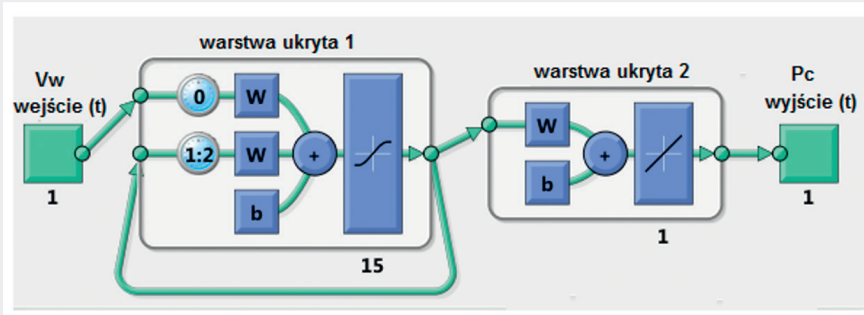 warstwa ukryta 1
Vw
wejście (t)
1
0
W
1:2
W
b
+
15
warstwa ukryta 2
W
b
+
1
Pc
wyjście (t)
1